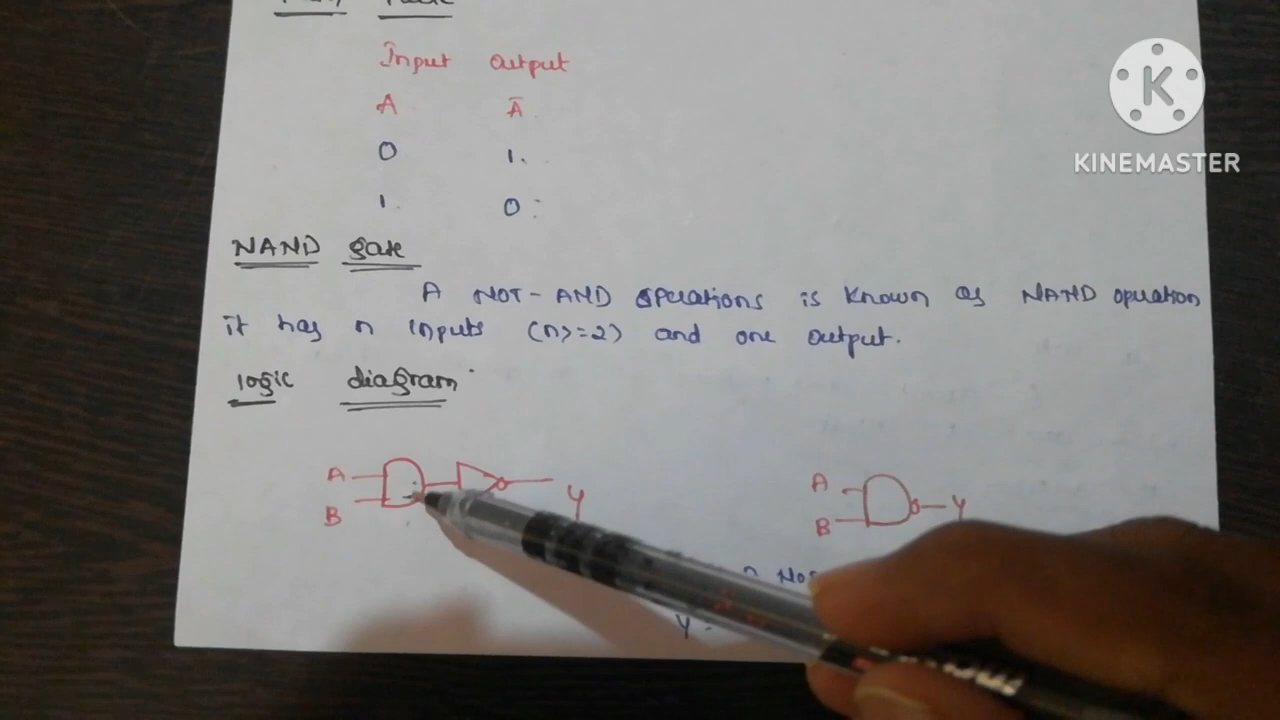 Input output
A Ā
0 1.
1. 0:
NAND gate
A NOT-AND operations is known as NAND operation
it has n inputs (n>=2) and one output.
logic diagram
A
B
Y
A
B
Y
Y =
K
KINEMASTER